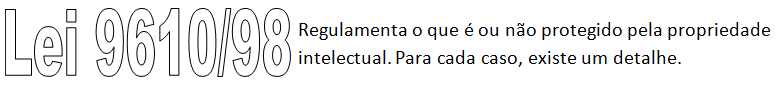 Lei 9610/98
Regulamenta o que é ou não protegido pela propriedade
intelectual. Para cada caso, existe um detalhe.